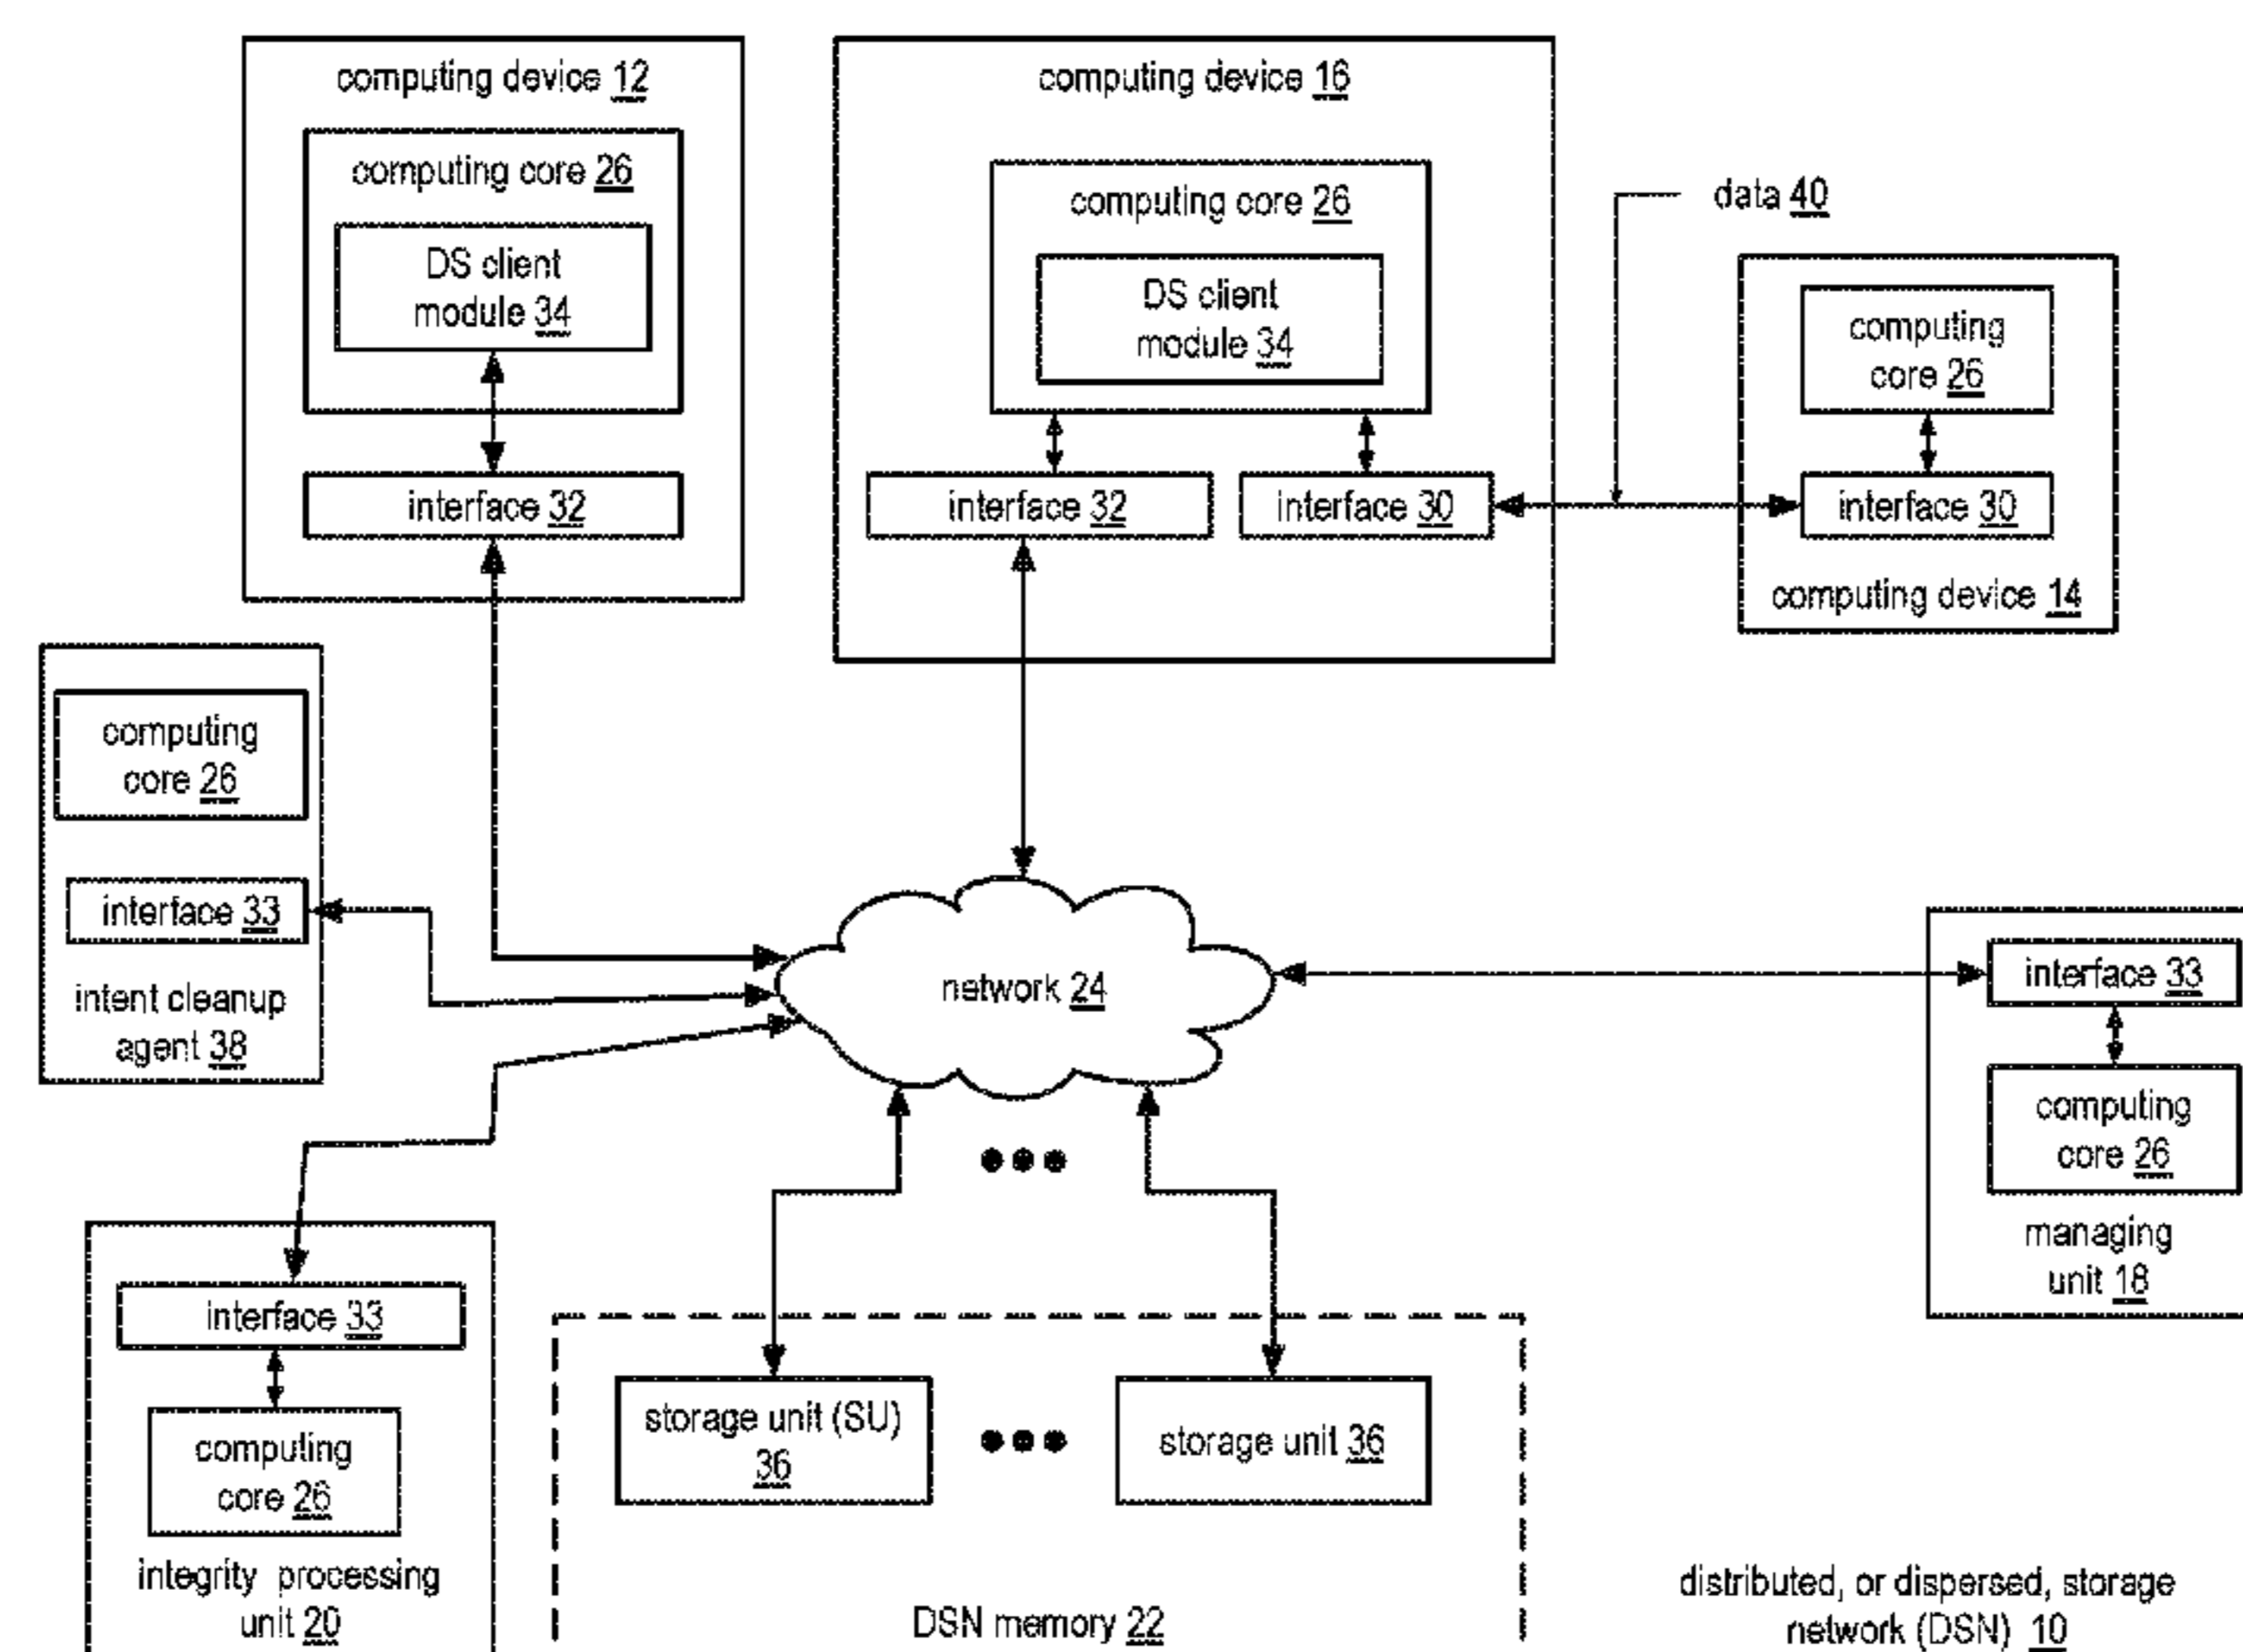 computing device 12
computing core 26
DS client
module 34
interface 32
computing device 16
computing core 26
DS client
module 34
interface 32
interface 30
data 40
computing
core 26
interface 30
computing device 14
computing
core 26
interface 33
intent cleanup
agent 38
network 24
interface 33
computing
core 26
managing
unit 18
interface 33
computing
core 26
integrity processing
unit 20
storage unit (SU)
36
storage unit 36
DSN memory 22
distributed, or dispersed, storage
network (DSN) 10